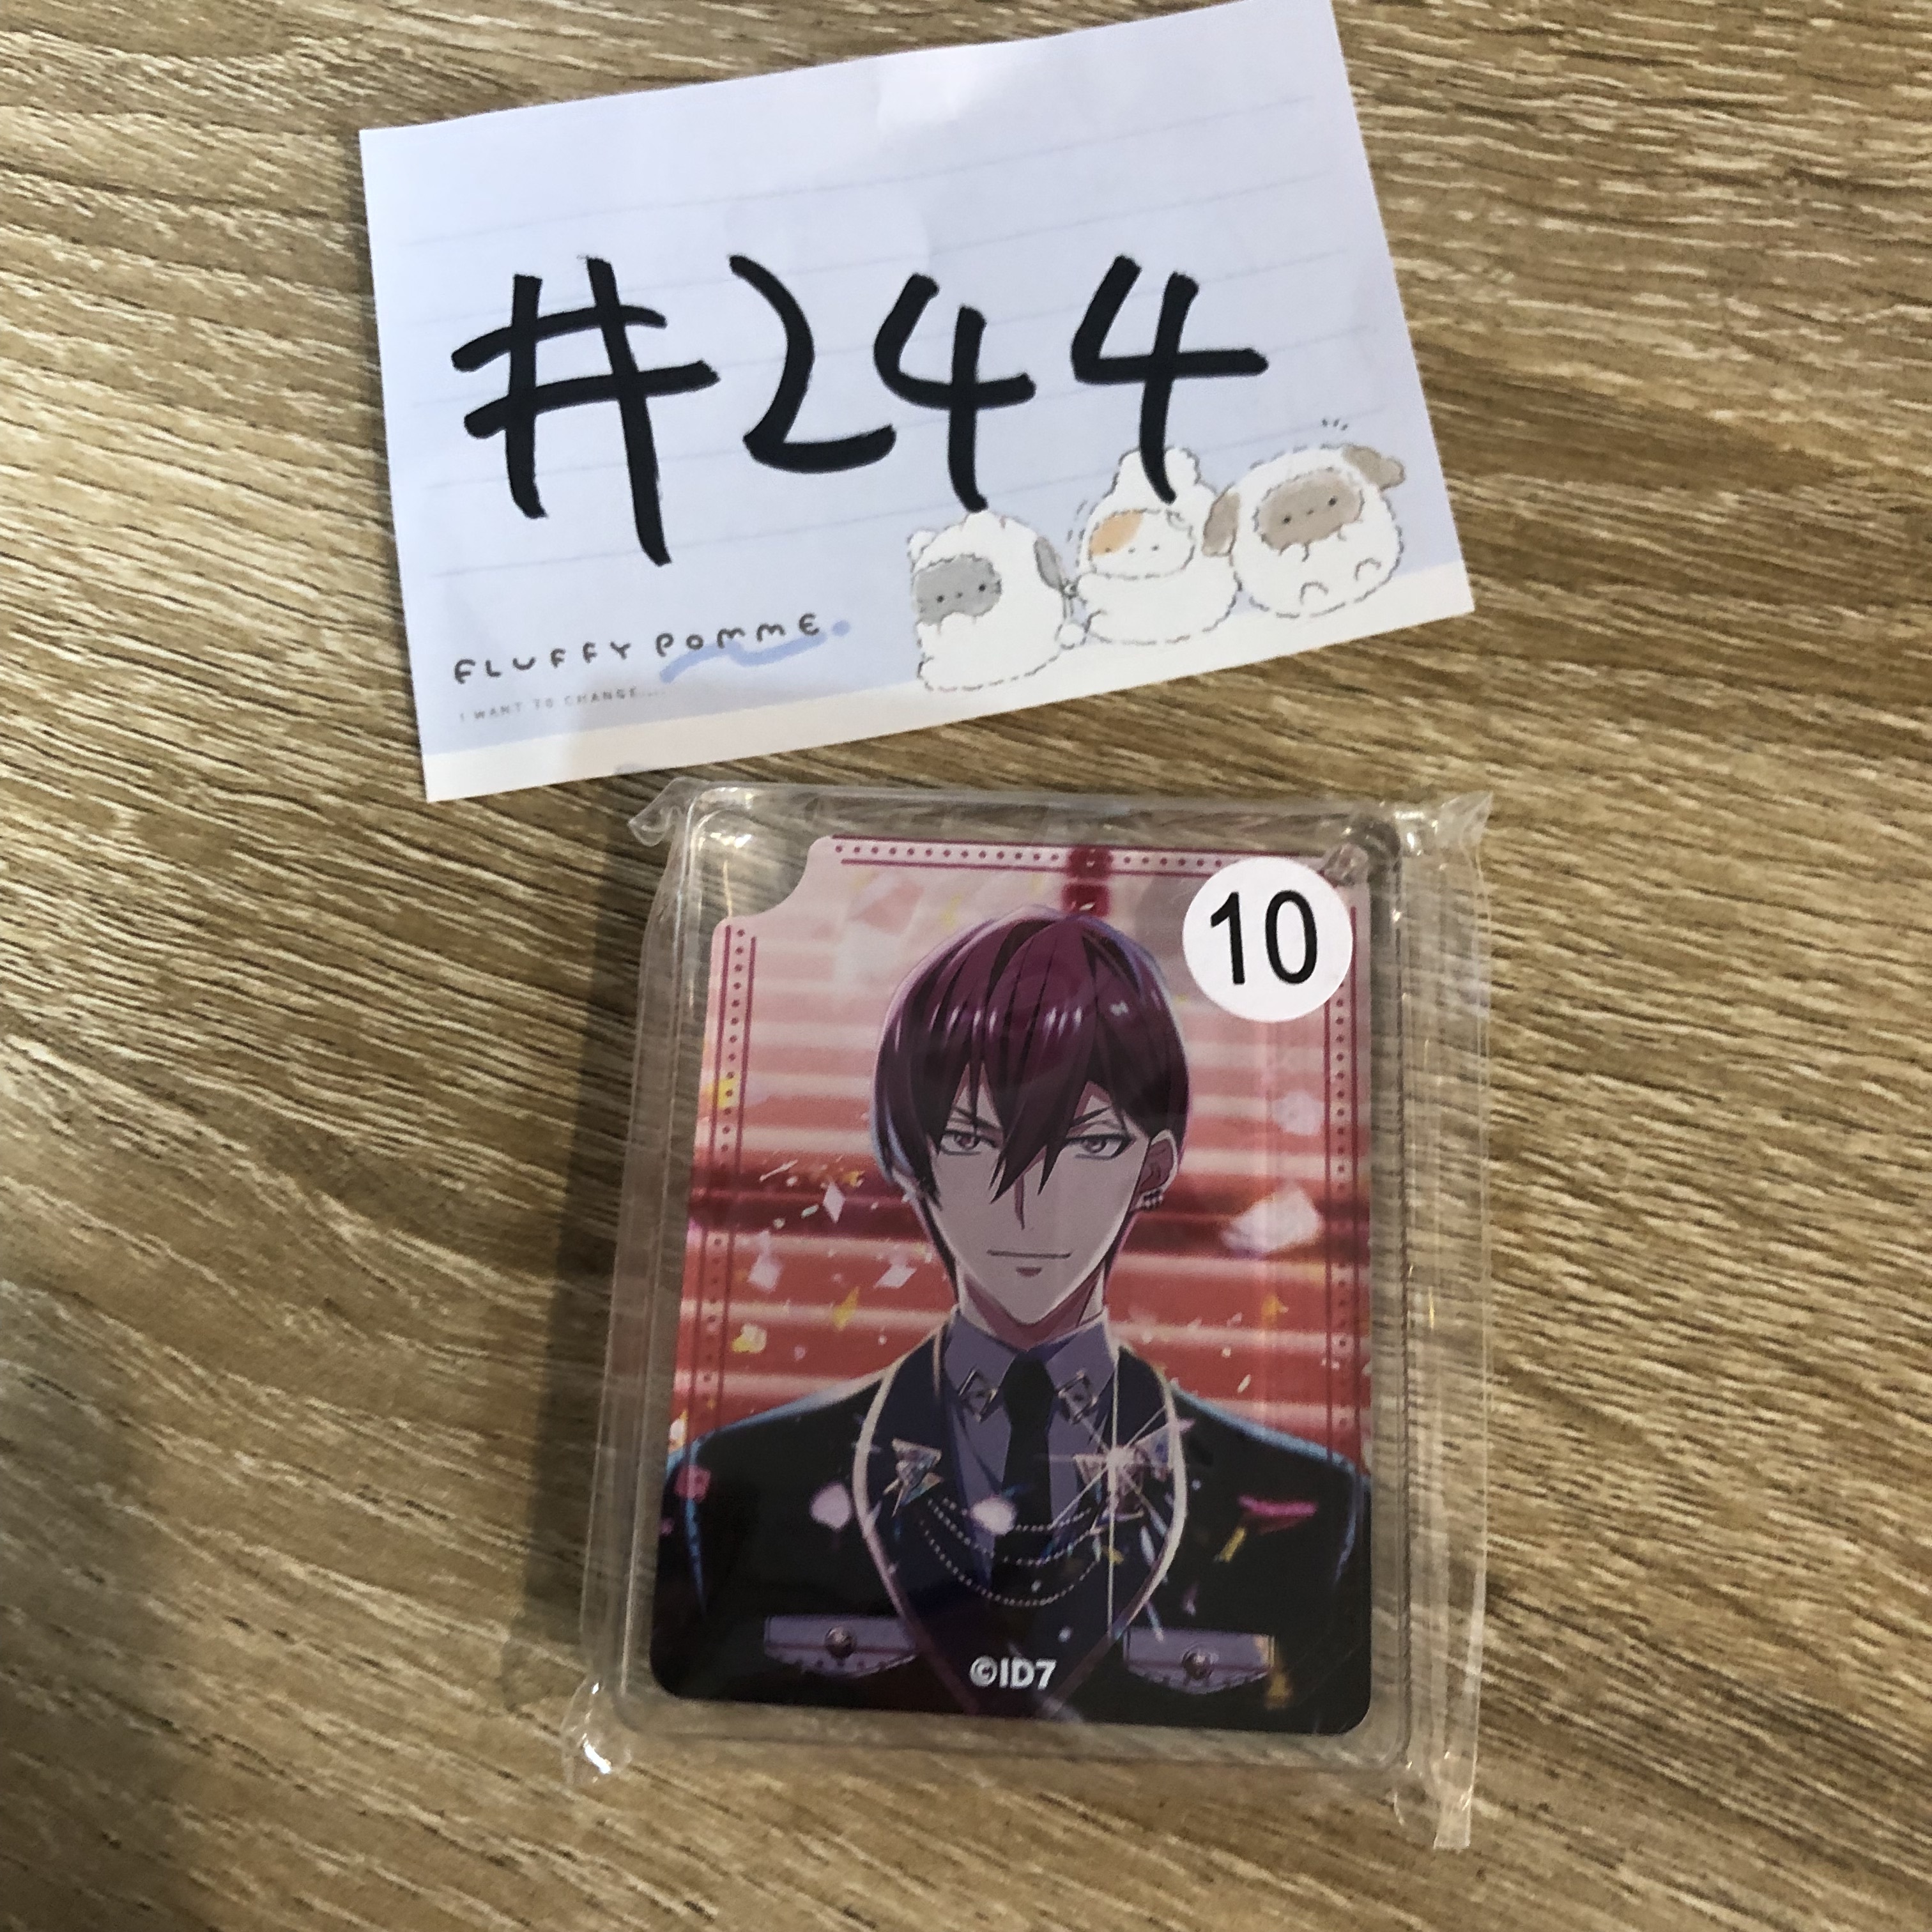 #244
FLUFFY POMME
I WANT TO CHANGE.....
10
©ID7